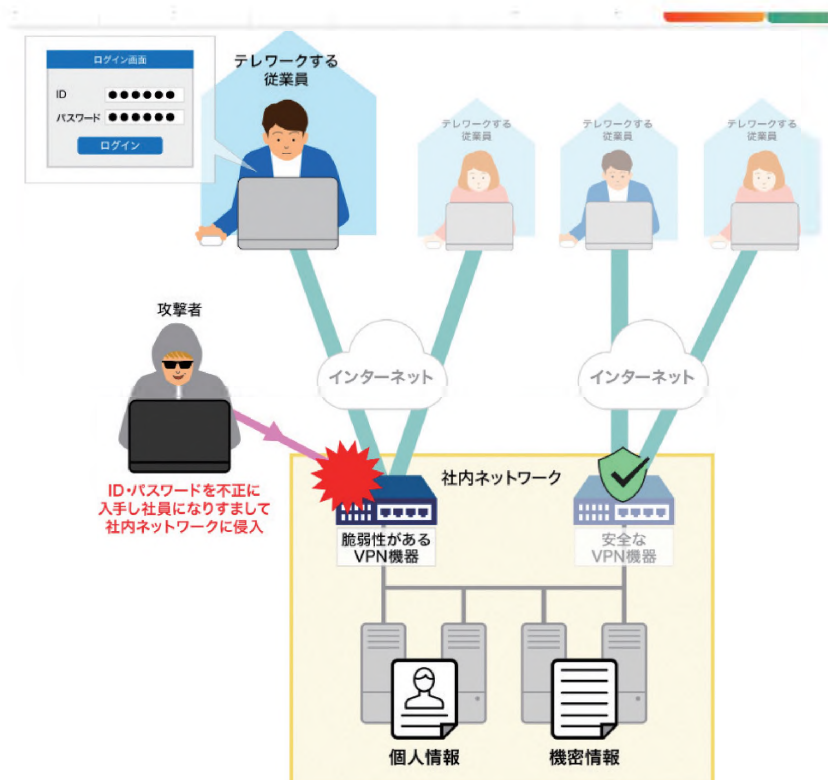 ログイン画面
ID
パスワード
ログイン
テレワークする
従業員
テレワークする
従業員
テレワークする
従業員
テレワークする
従業員
攻撃者
インターネット
インターネット
ID・パスワードを不正に
入手し社員になりすまして
社内ネットワークに侵入
社内ネットワーク
脆弱性がある
VPN機器
安全な
VPN機器
個人情報
機密情報